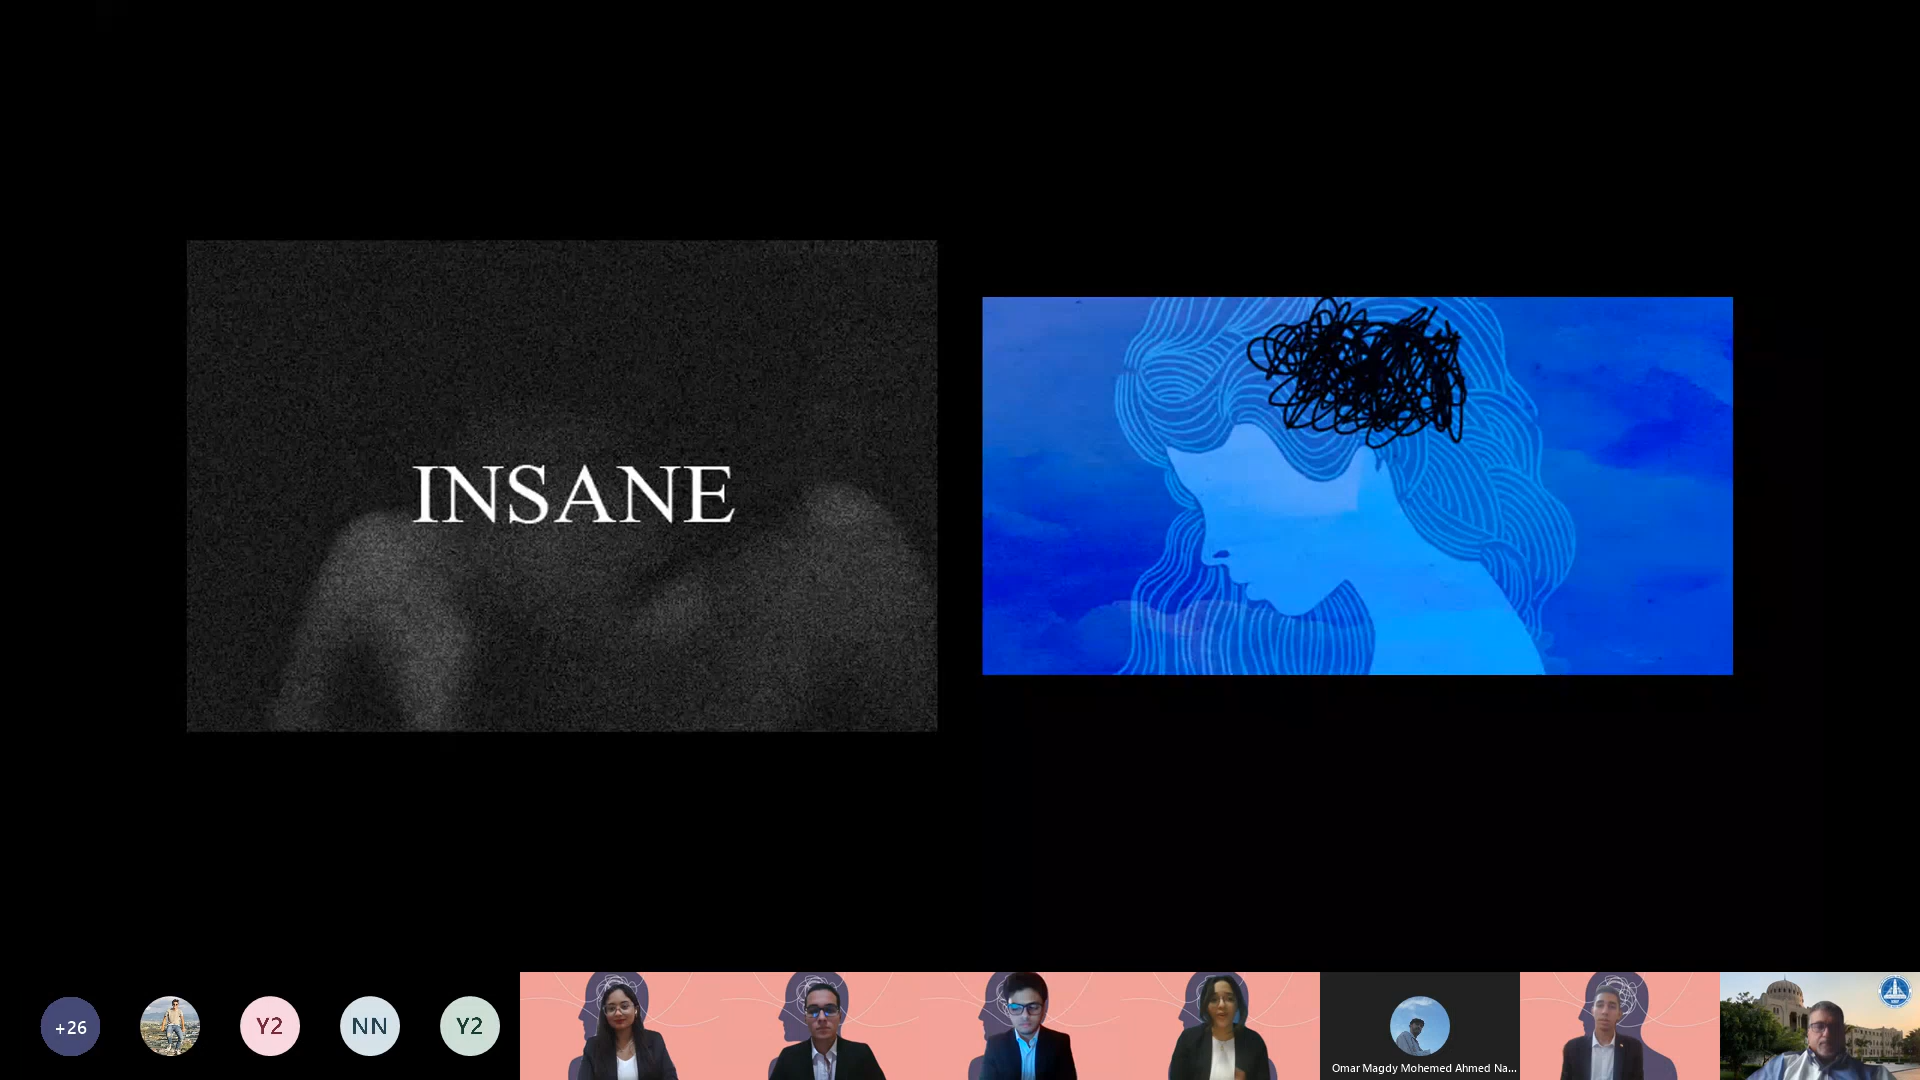 INSANE
+26
Y2
NN
Y2
Omar Magdy Mohemed Ahmed Na...